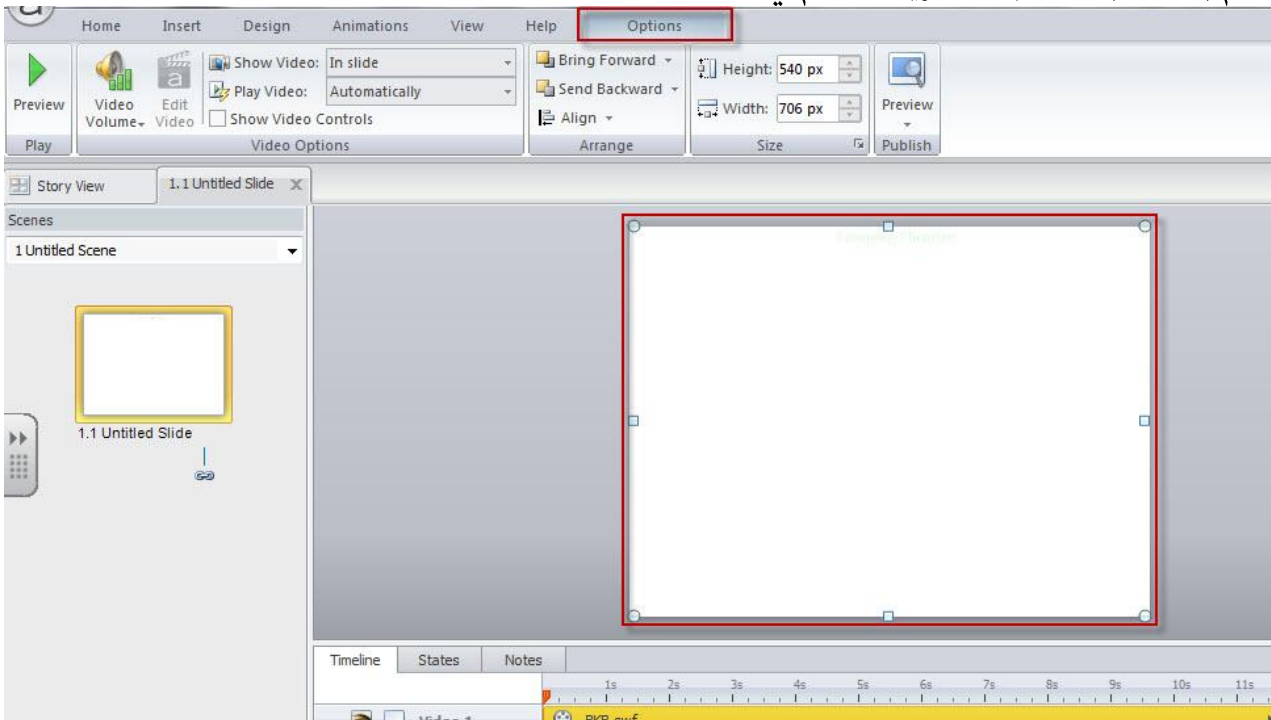 Home Insert Design Animations View Help Options
Show Video: In slide
Play Video: Automatically
Show Video Controls
Preview
Video Volume
Edit Video
Bring Forward
Send Backward
Align
Height: 540 px
Width: 706 px
Preview
Play Video Options Arrange Size Publish
Story View 1.1 Untitled Slide
Scenes
1 Untitled Scene
1.1 Untitled Slide
Timeline States Notes
1s 2s 3s 4s 5s 6s 7s 8s 9s 10s 11s
Video 1